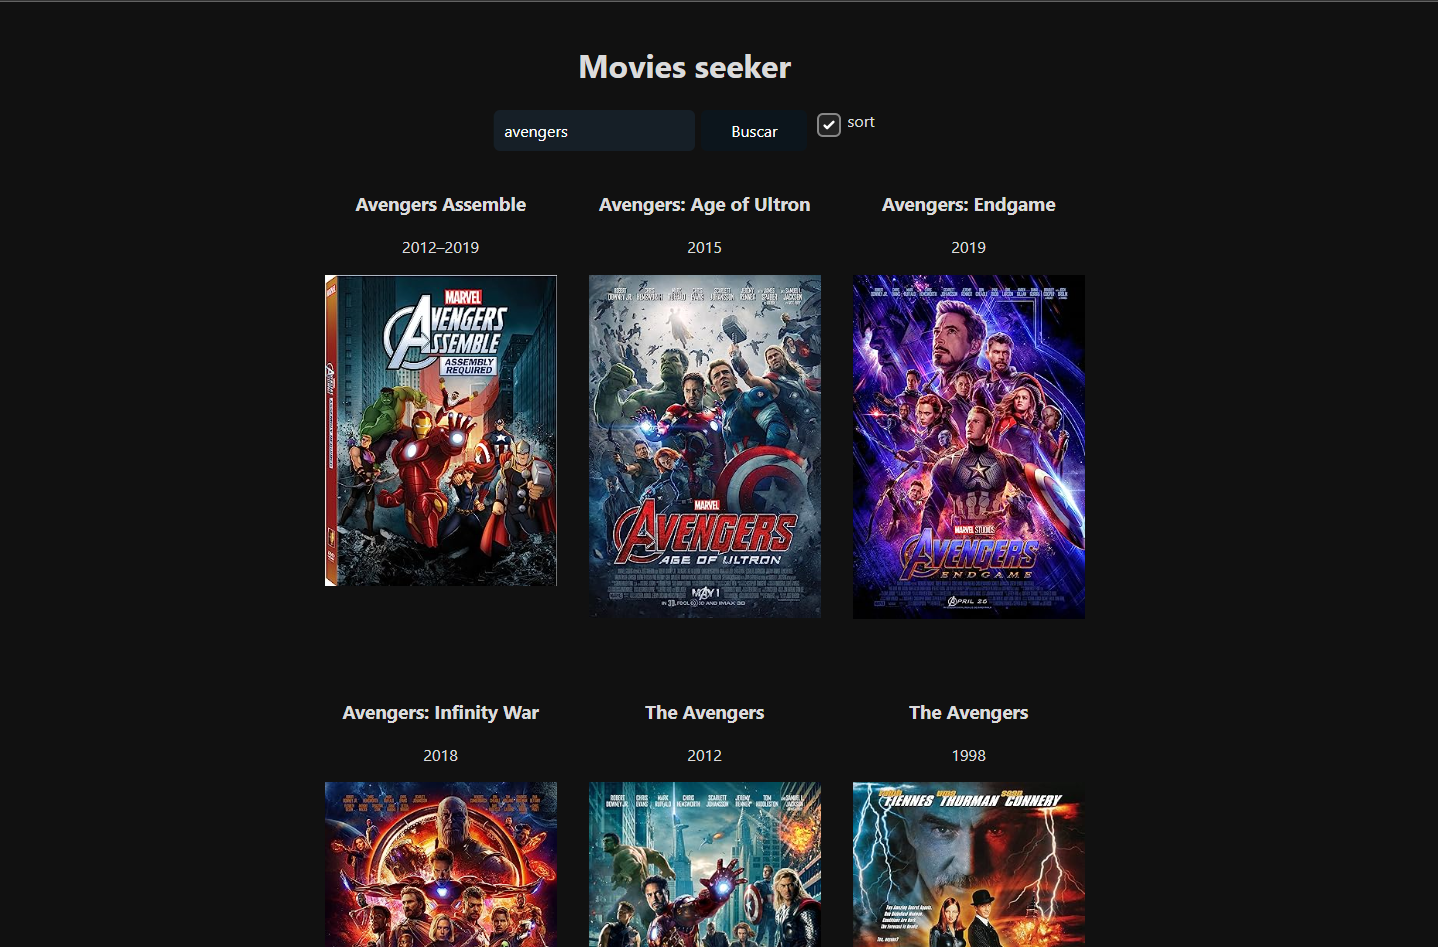 Movies seeker
avengers
Buscar
sort
Avengers Assemble
Avengers: Age of Ultron
Avengers: Endgame
2012–2019
2015
2019
MARVEL
AVENGERS
ASSEMBLE
ASSEMBLY
REQUIRED
MARVEL
AVENGERS
AGE OF ULTRON
MAY 1
MARVEL STUDIOS
AVENGERS
ENDGAME
APRIL 26
Avengers: Infinity War
The Avengers
The Avengers
2018
2012
1998
FIENNES THURMAN CONNERY